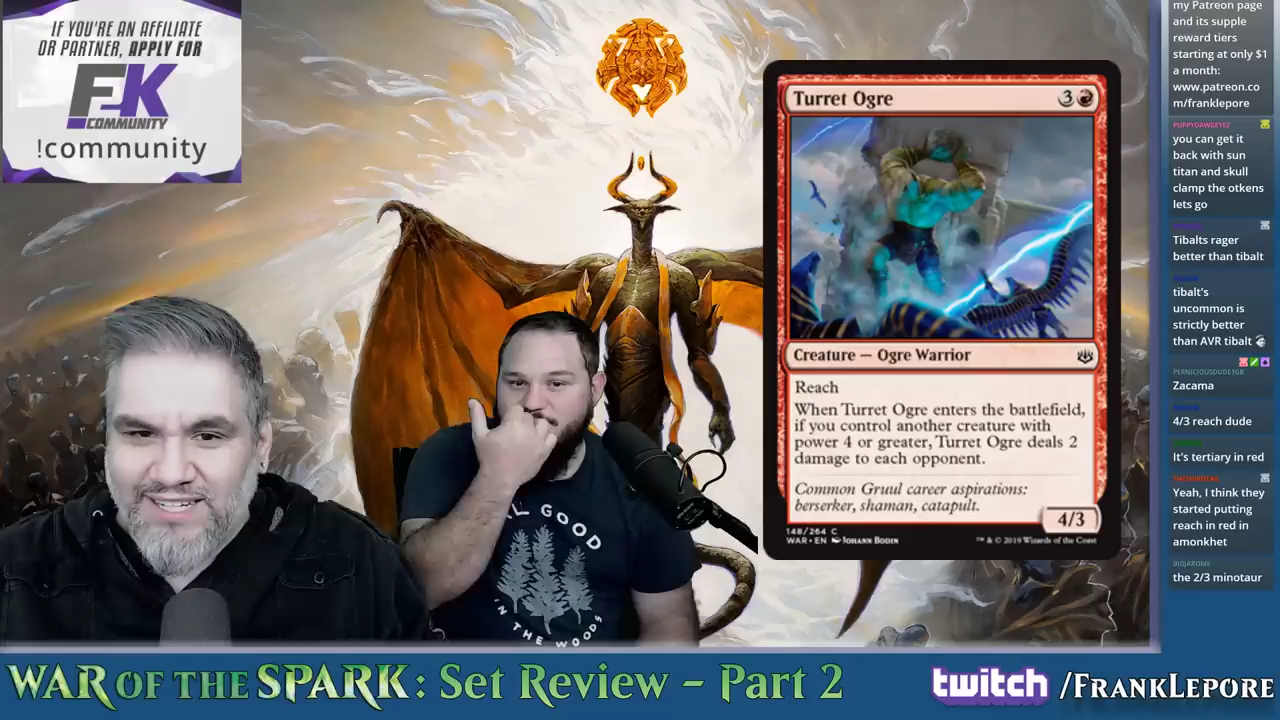 IF YOU'RE AN AFFILIATE
OR PARTNER, APPLY FOR
F2K
COMMUNITY
!community
Turret Ogre
3
Creature — Ogre Warrior
Reach
When Turret Ogre enters the battlefield,
if you control another creature with
power 4 or greater, Turret Ogre deals 2
damage to each opponent.
Common Gruul career aspirations:
berserker, shaman, catapult.
4/3
148/264 C
WAR • EN Johann Bodin
™ & © 2019 Wizards of the Coast
L GOOD
IN THE WOODS
my Patreon page
and its supple
reward tiers
starting at only $1
a month:
www.patreon.co
m/franklepore
PUPPYDAWGEYEZ
you can get it
back with sun
titan and skull
clamp the otkens
lets go
Tibalts rager
better than tibalt
tibalt's
uncommon is
strictly better
than AVR tibalt
PERNICIOUSDUDE1GB
Zacama
4/3 reach dude
It's tertiary in red
Yeah, I think they
started putting
reach in red in
amonkhet
BIGJAROME
the 2/3 minotaur
WAR OF THE SPARK: Set Review - Part 2
twitch /FRANKLEPORE